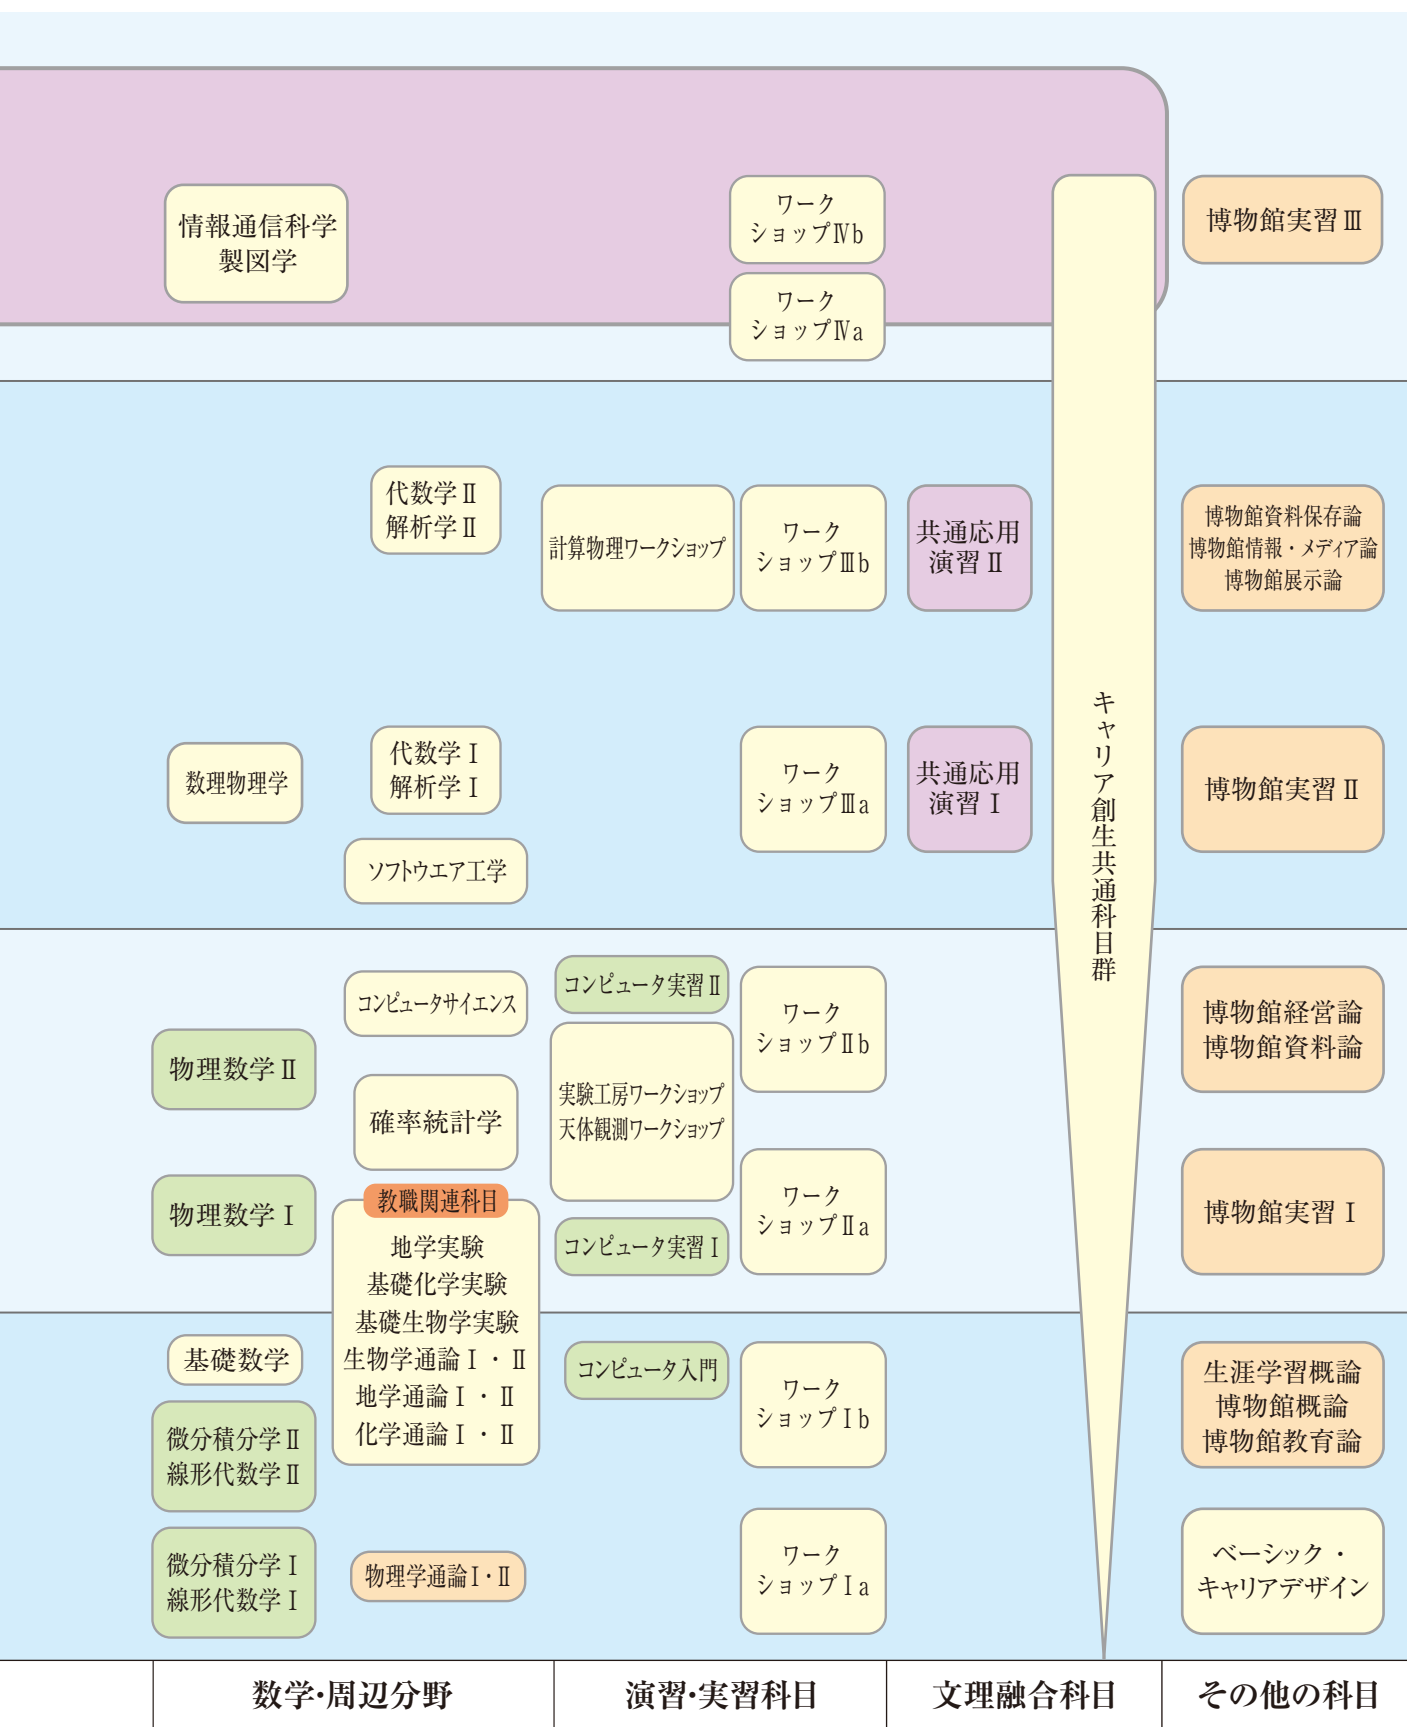 情報通信科学
製図学
ワーク
ショップⅣb
ワーク
ショップⅣa
博物館実習Ⅲ
代数学Ⅱ
解析学Ⅱ
計算物理ワークショップ
ワーク
ショップⅢb
共通応用
演習Ⅱ
博物館資料保存論
博物館情報・メディア論
博物館展示論
キャリア創生共通科目群
数理物理学
代数学Ⅰ
解析学Ⅰ
ソフトウエア工学
ワーク
ショップⅢa
共通応用
演習Ⅰ
博物館実習Ⅱ
コンピュータサイエンス
コンピュータ実習Ⅱ
ワーク
ショップⅡb
博物館経営論
博物館資料論
物理数学Ⅱ
確率統計学
実験工房ワークショップ
天体観測ワークショップ
物理数学Ⅰ
教職関連科目
地学実験
基礎化学実験
基礎生物学実験
生物学通論Ⅰ・Ⅱ
地学通論Ⅰ・Ⅱ
化学通論Ⅰ・Ⅱ
コンピュータ実習Ⅰ
ワーク
ショップⅡa
博物館実習Ⅰ
基礎数学
微分積分学Ⅱ
線形代数学Ⅱ
コンピュータ入門
ワーク
ショップⅠb
生涯学習概論
博物館概論
博物館教育論
微分積分学Ⅰ
線形代数学Ⅰ
物理学通論Ⅰ・Ⅱ
ワーク
ショップⅠa
ベーシック・
キャリアデザイン
数学・周辺分野
演習・実習科目
文理融合科目
その他の科目